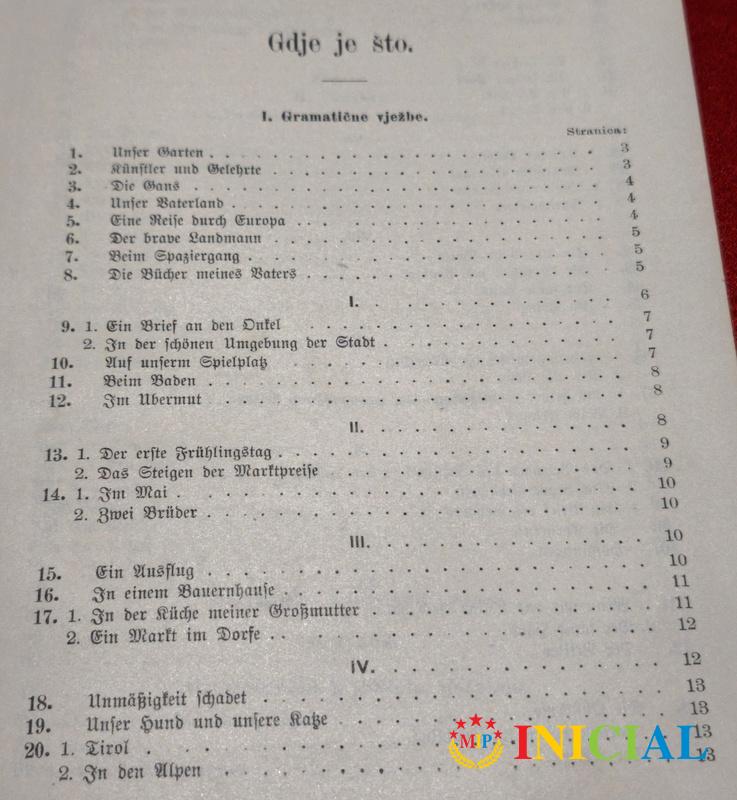 Gdje je što.
I. Gramatične vježbe.
Stranica:
1. Unser Garten . . . . . . . . . . . . . . . . . . . . . . . 3
2. Künstler und Gelehrte . . . . . . . . . . . . . . . . . . . 3
3. Die Gans . . . . . . . . . . . . . . . . . . . . . . . . 4
4. Unser Vaterland . . . . . . . . . . . . . . . . . . . . . 4
5. Eine Reise durch Europa . . . . . . . . . . . . . . . . . . 4
6. Der brave Landmann . . . . . . . . . . . . . . . . . . . . 5
7. Beim Spaziergang . . . . . . . . . . . . . . . . . . . . . 5
8. Die Bücher meines Vaters . . . . . . . . . . . . . . . . . 5
I. . . . . . . . . . . . . . . 6
9. 1. Ein Brief an den Onkel . . . . . . . . . . . . . . . . . 7
2. In der schönen Umgebung der Stadt . . . . . . . . . . . . . 7
10. Auf unserm Spielplatz . . . . . . . . . . . . . . . . . . 7
11. Beim Baden . . . . . . . . . . . . . . . . . . . . . . . 8
12. Im Ubermut . . . . . . . . . . . . . . . . . . . . . . . 8
II. . . . . . . . . . . . . . . 8
13. 1. Der erste Frühlingstag . . . . . . . . . . . . . . . . . 9
2. Das Steigen der Marktpreise . . . . . . . . . . . . . . . . 9
14. 1. Im Mai . . . . . . . . . . . . . . . . . . . . . . . . 10
2. Zwei Brüder . . . . . . . . . . . . . . . . . . . . . . . 10
III. . . . . . . . . . . . . . . 10
15. Ein Ausflug . . . . . . . . . . . . . . . . . . . . . . . 10
16. In einem Bauernhause . . . . . . . . . . . . . . . . . . . 11
17. 1. In der Küche meiner Großmutter . . . . . . . . . . . . . 11
2. Ein Markt im Dorfe . . . . . . . . . . . . . . . . . . . . 12
IV. . . . . . . . . . . . . . . 12
18. Unmäßigkeit schadet . . . . . . . . . . . . . . . . . . . 13
19. Unser Hund und unsere Katze . . . . . . . . . . . . . . . . 13
20. 1. Tirol . . . . . . . . . . . . . . . . . . . . . . . . . 13
2. In den Alpen . . . . . . . . . . . . . . . . . . . . . . . 13
MP INICIAL